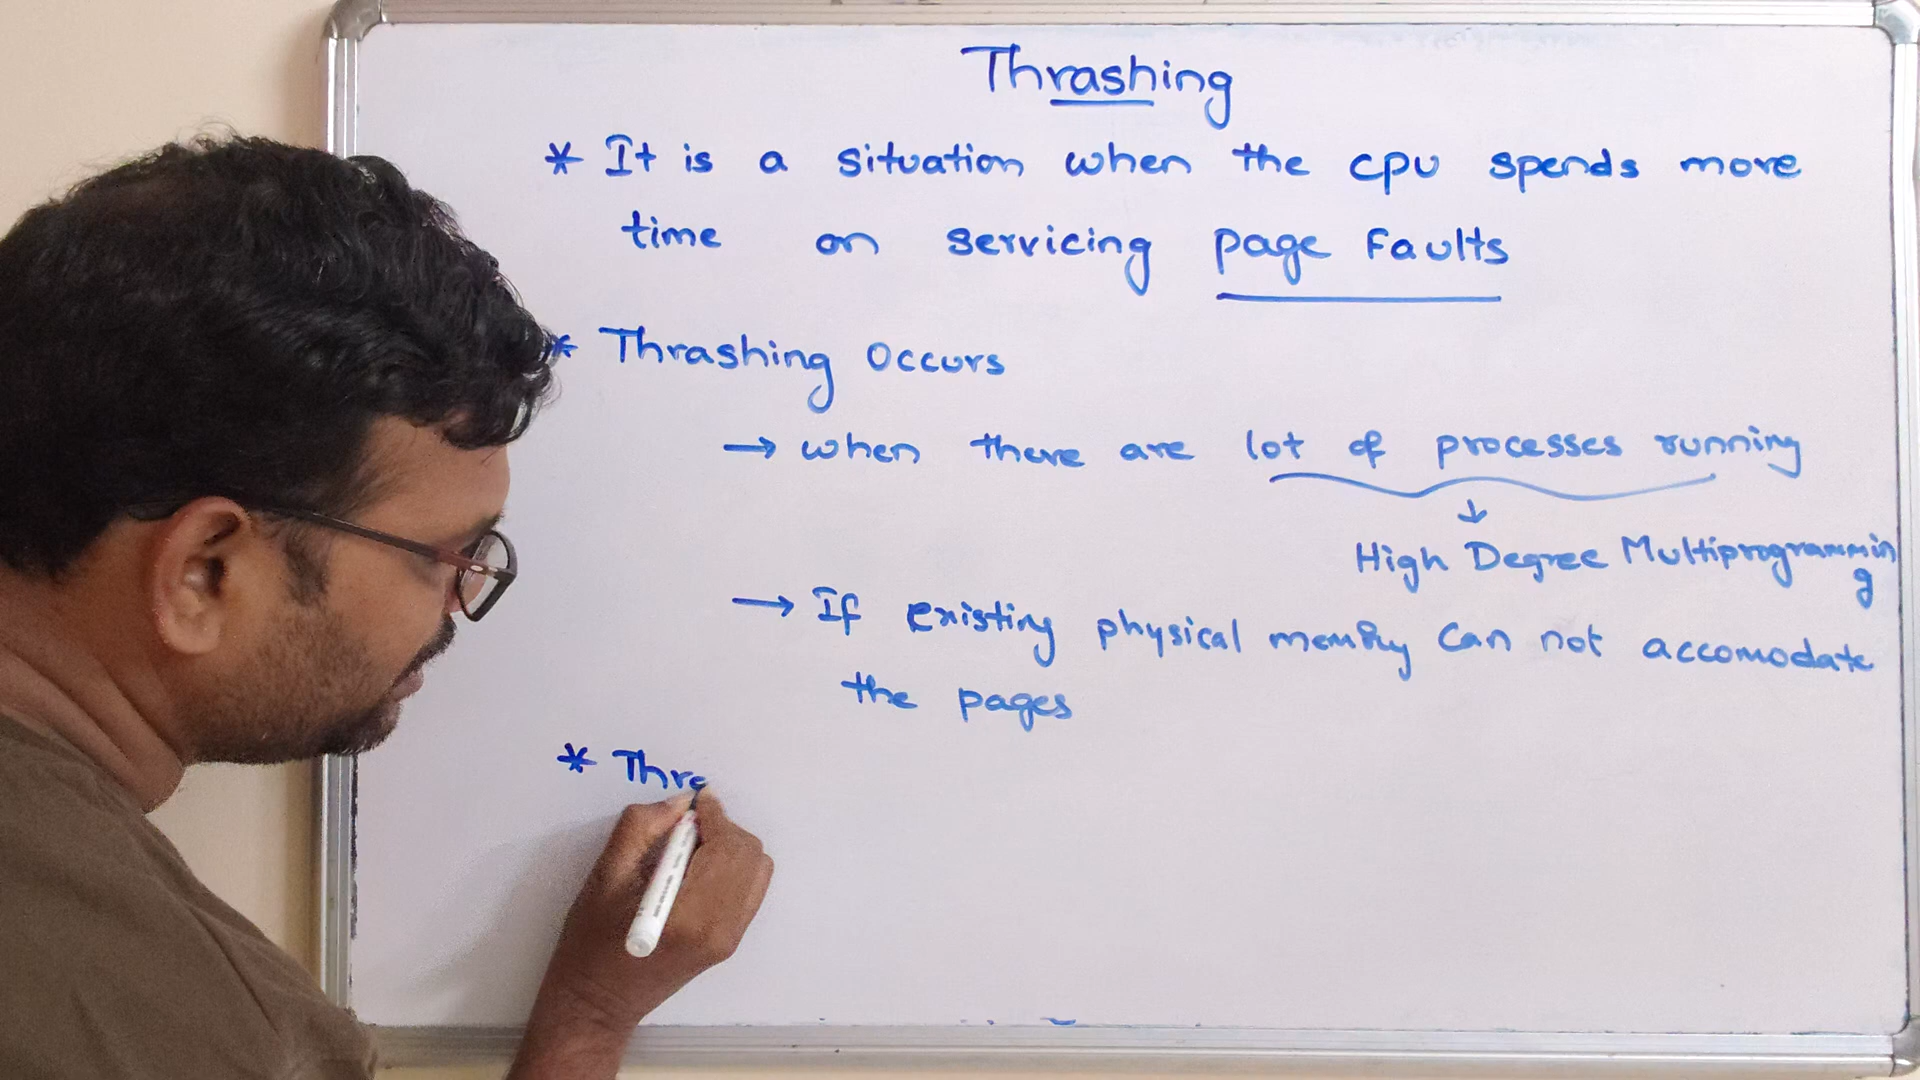 Thrashing
* It is a situation when the cpu spends more
time on servicing page faults
* Thrashing occurs
→ when there are lot of processes running
↓
High Degree Multiprogramming
→ If existing physical memory can not accomodate
the pages
* Thra